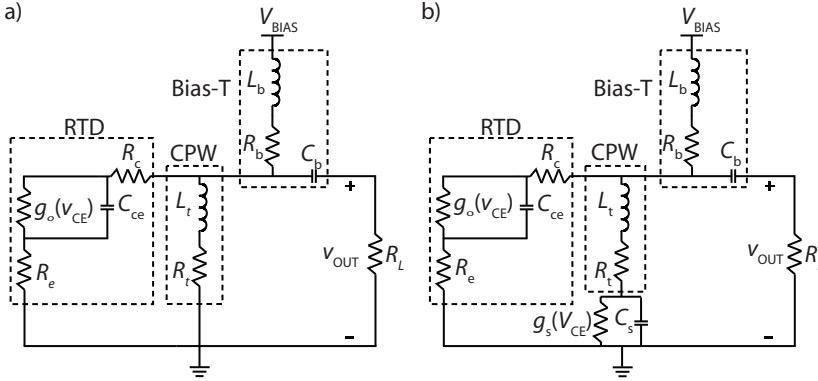 a)
V_BIAS
Bias-T
L_b
R_b
C_b
RTD
R_c
CPW
g_o(v_CE)
C_ce
L_t
R_e
R_t
+
v_OUT
R_L
-
b)
V_BIAS
Bias-T
L_b
R_b
C_b
RTD
R_c
CPW
g_o(v_CE)
C_ce
L_t
R_e
R_t
g_s(V_CE)
C_s
+
v_OUT
R
-